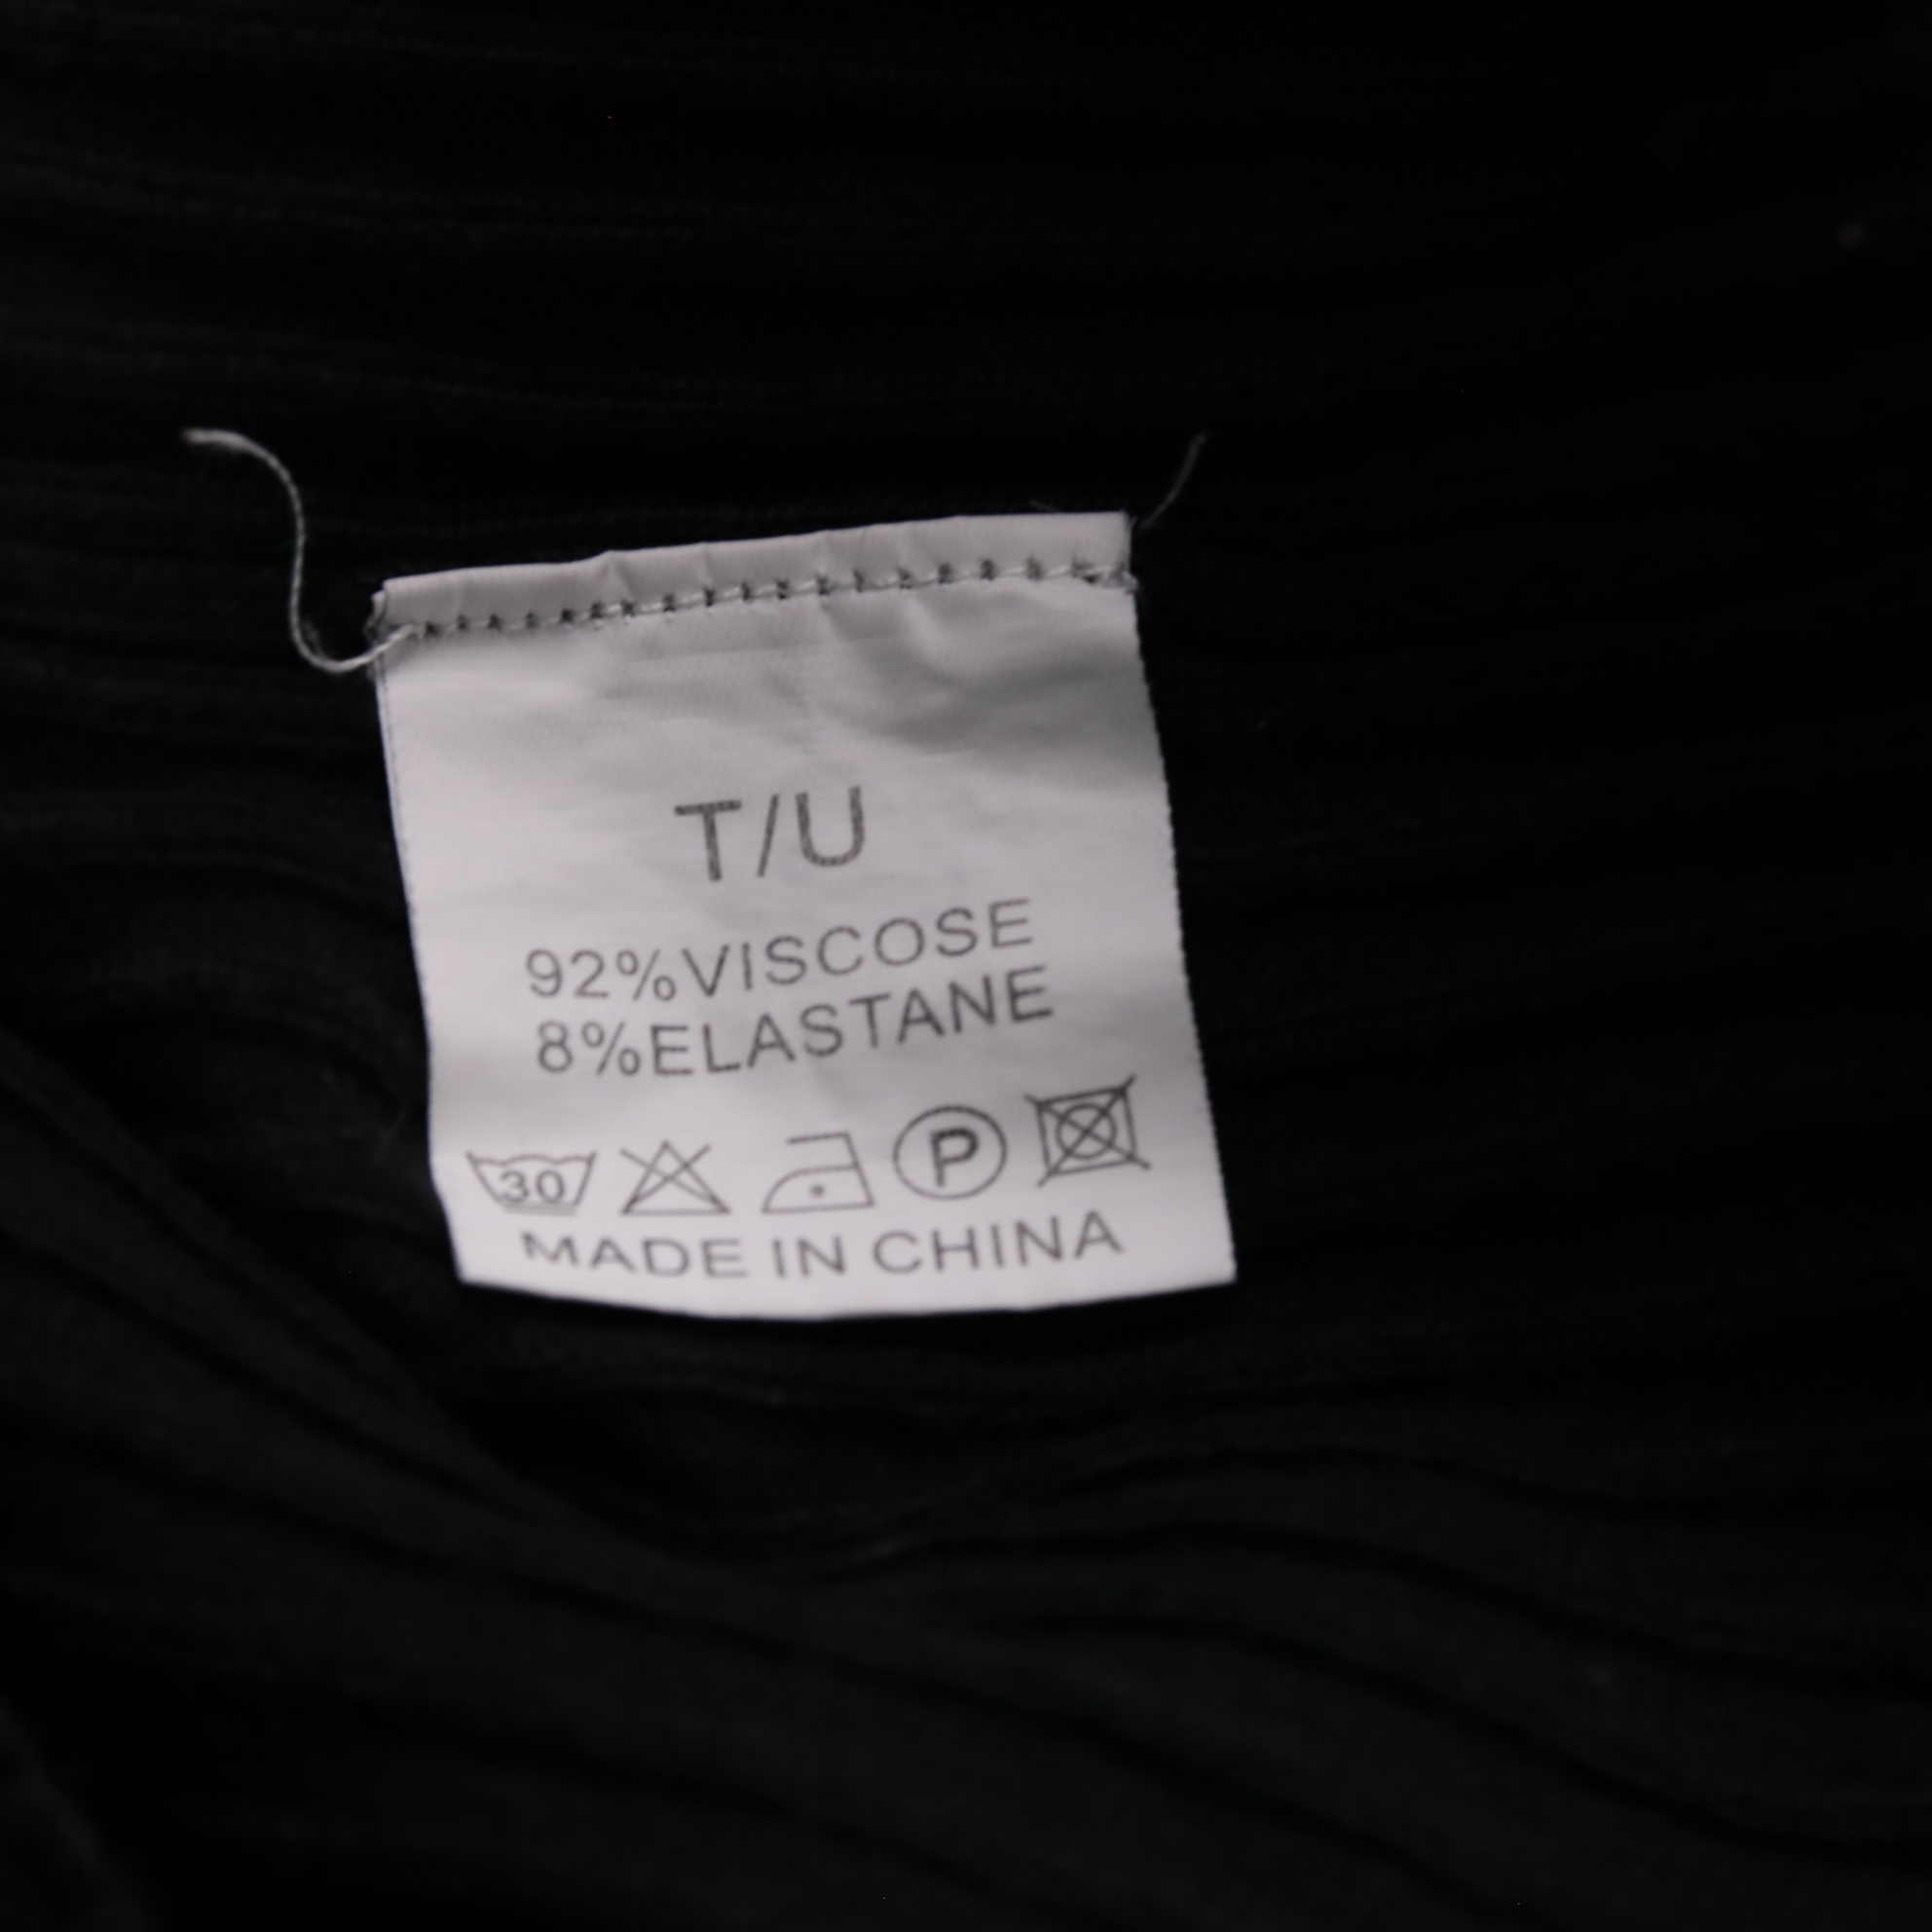 T/U
92%VISCOSE
8%ELASTANE
30 P
MADE IN CHINA